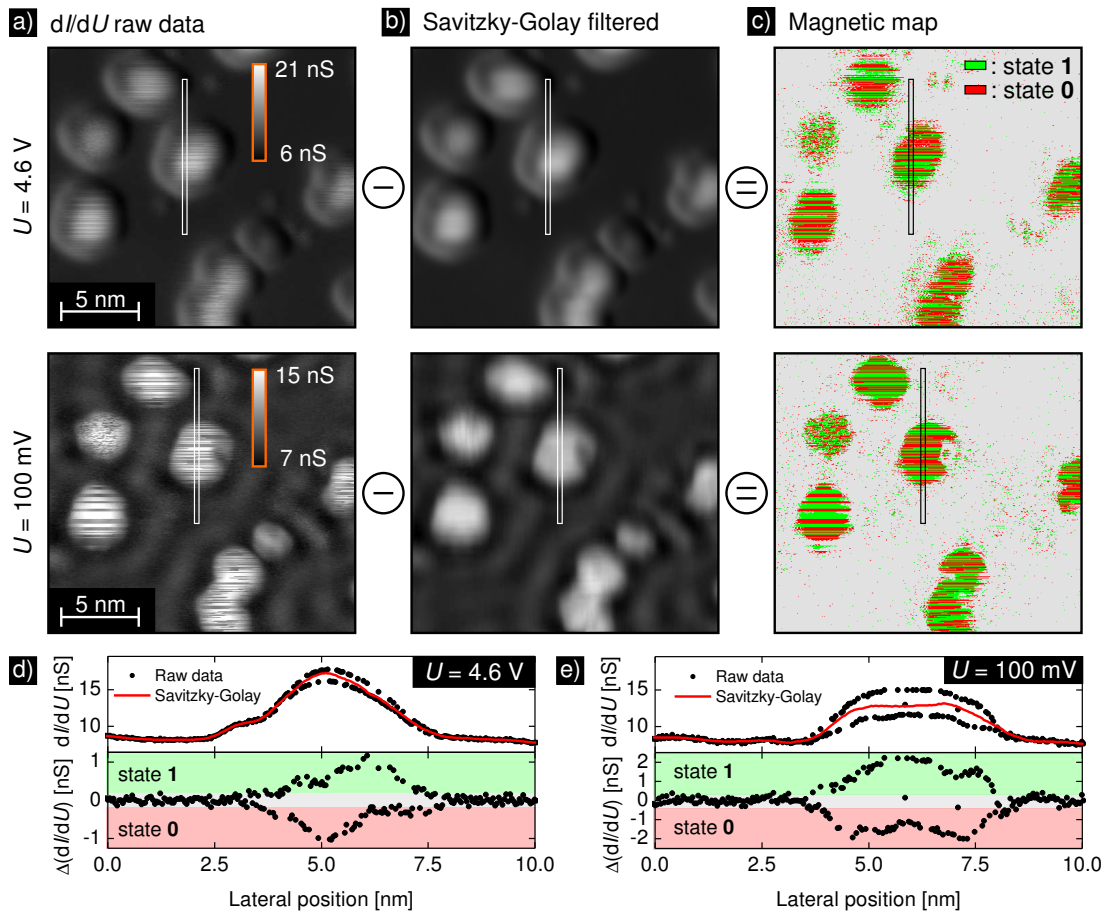 a) dI/dU raw data
b) Savitzky-Golay filtered
c) Magnetic map
U = 4.6 V
21 nS
6 nS
5 nm
: state 1
: state 0
U = 100 mV
15 nS
7 nS
5 nm
d)
dI/dU [nS]
15
10
Raw data
Savitzky-Golay
U = 4.6 V
Δ(dI/dU) [nS]
1
0
-1
state 1
state 0
0.0 2.5 5.0 7.5 10.0
Lateral position [nm]
e)
dI/dU [nS]
15
10
Raw data
Savitzky-Golay
U = 100 mV
Δ(dI/dU) [nS]
2
1
0
-1
-2
state 1
state 0
0.0 2.5 5.0 7.5 10.0
Lateral position [nm]